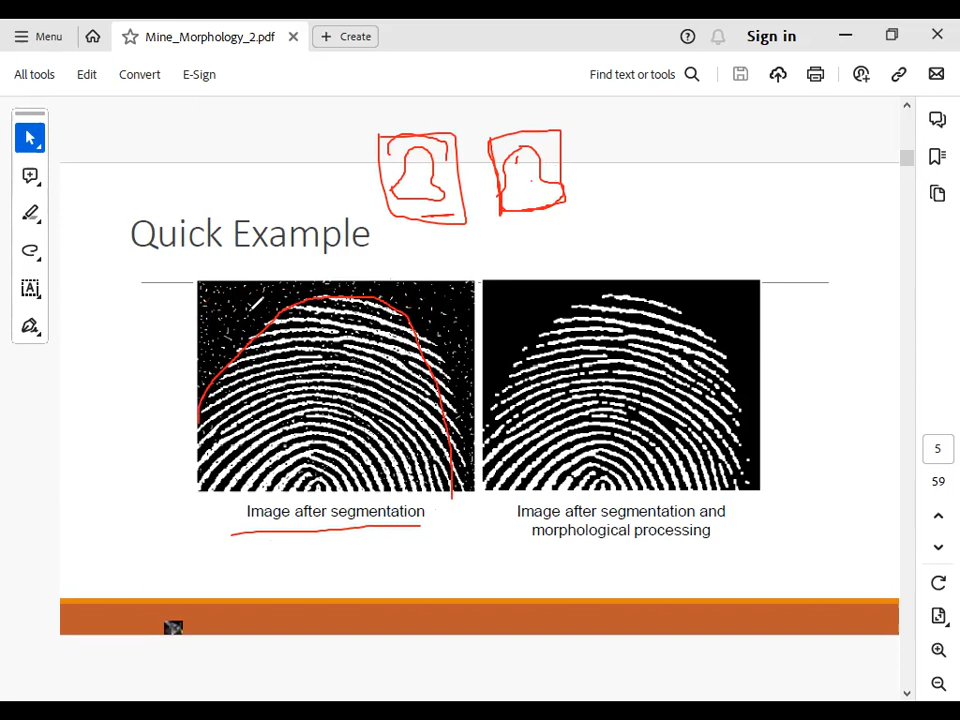 Menu
Mine_Morphology_2.pdf
Create
Sign in
All tools
Edit
Convert
E-Sign
Find text or tools
Quick Example
Image after segmentation
Image after segmentation and
morphological processing
5
59